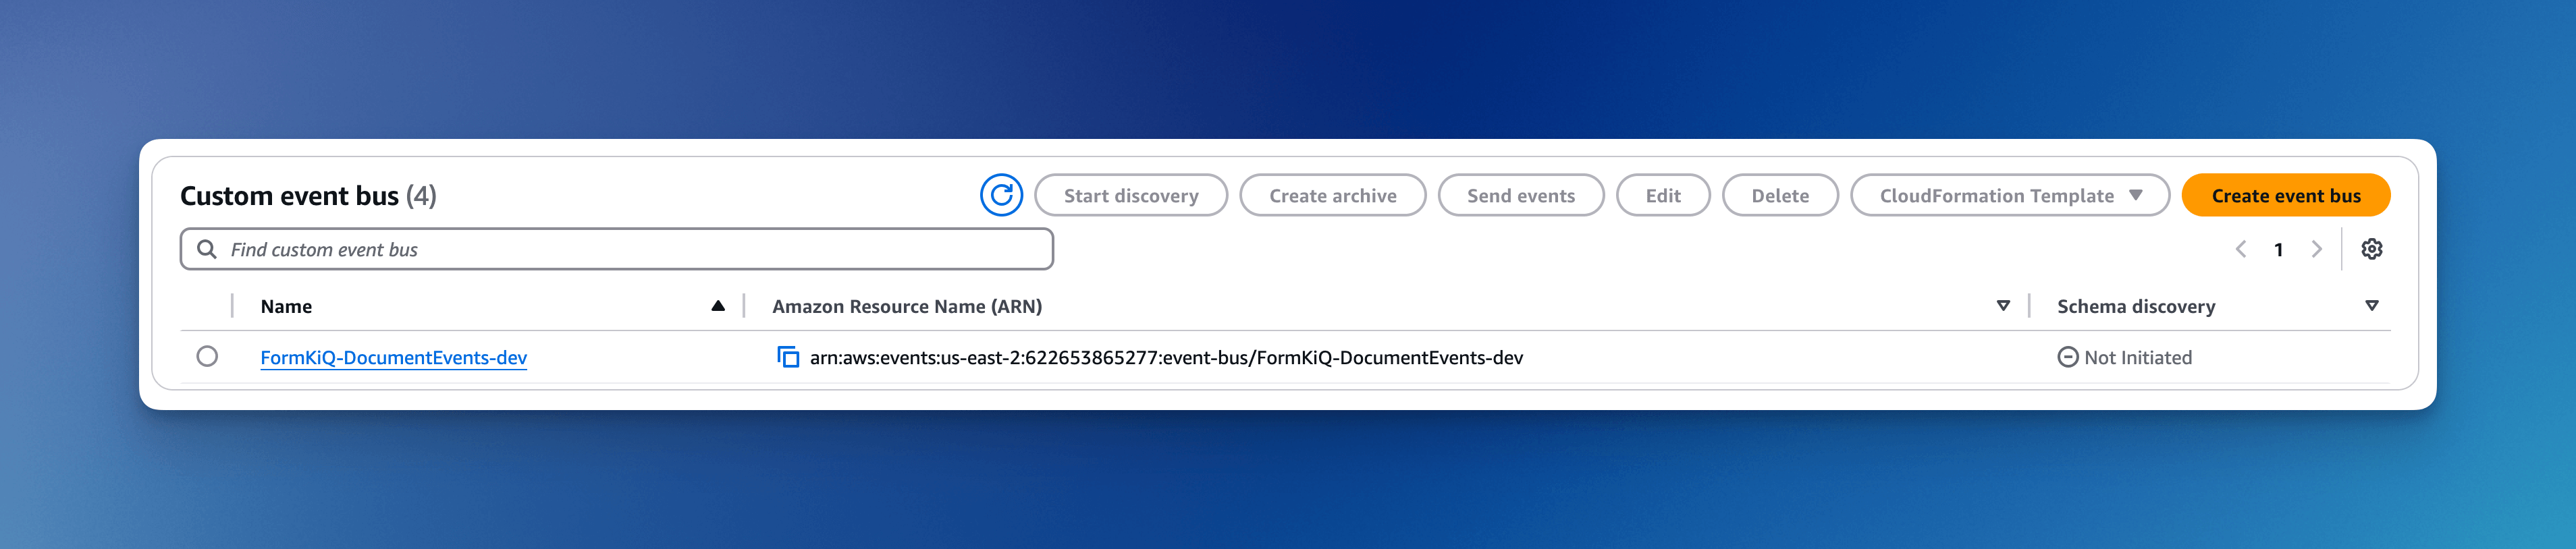 Custom event bus (4)
Start discovery
Create archive
Send events
Edit
Delete
CloudFormation Template
Create event bus
Find custom event bus
1
Name
Amazon Resource Name (ARN)
Schema discovery
FormKiQ-DocumentEvents-dev
arn:aws:events:us-east-2:622653865277:event-bus/FormKiQ-DocumentEvents-dev
Not Initiated